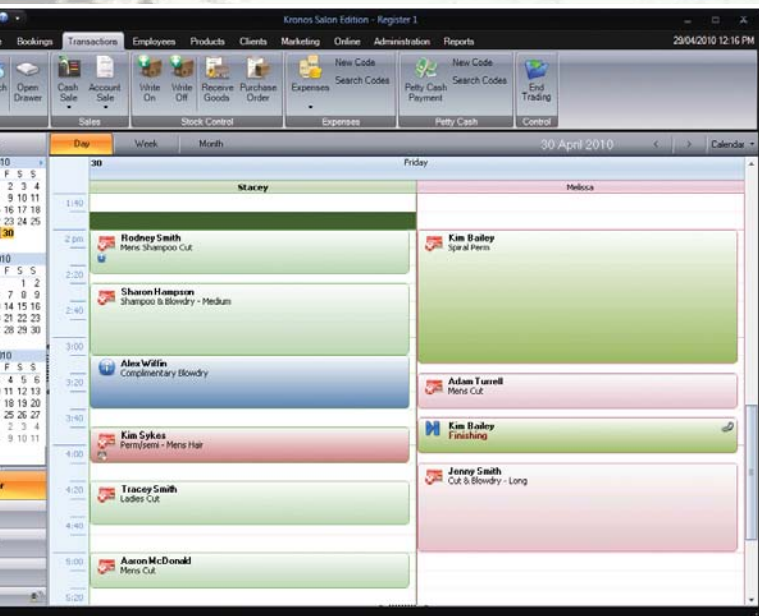 Kronos Salon Edition - Register 1
Bookings Transactions Employees Products Clients Marketing Online Administration Reports 29/04/2010 12:16 PM
Open Drawer
Cash Sale
Account Sale
Write On
Write Off
Receive Goods
Purchase Order
Expenses
New Code
Search Codes
Petty Cash Payment
New Code
Search Codes
End Trading
Sales Stock Control Expenses Petty Cash Control
Day Week Month 30 April 2010 < > Calendar
30 Friday
Stacey Melissa
F S S
2 3 4
9 10 11
16 17 18
23 24 25
30
F S S
1 2
7 8 9
14 15 16
21 22 23
28 29 30
F S S
4 5 6
11 12 13
18 19 20
25 26 27
2 3 4
9 10 11
1:40
2 pm
2:20
2:40
3:00
3:20
3:40
4:00
4:20
4:40
5:00
5:20
Rodney Smith
Mens Shampoo Cut
Sharon Hampson
Shampoo & Blowdry - Medium
Alex Wiffin
Complimentary Blowdry
Kim Sykes
Perm/semi - Mens Hair
Tracey Smith
Ladies Cut
Aaron McDonald
Mens Cut
Kim Bailey
Spiral Perm
Adam Turrell
Mens Cut
Kim Bailey
Finishing
Jenny Smith
Cut & Blowdry - Long